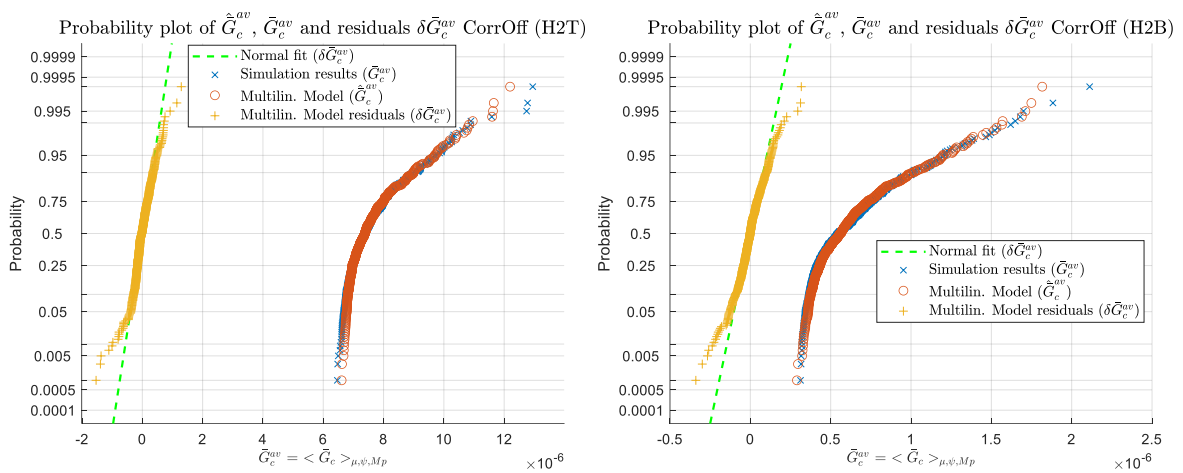 Probability plot of $\hat{\bar{G}}_c^{av}$, $\bar{G}_c^{av}$ and residuals $\delta\bar{G}_c^{av}$ CorrOff (H2T)
Normal fit ($\delta\bar{G}_c^{av}$)
Simulation results ($\bar{G}_c^{av}$)
Multilin. Model ($\hat{\bar{G}}_c^{av}$)
Multilin. Model residuals ($\delta\bar{G}_c^{av}$)
Probability
0.9999
0.9995
0.995
0.95
0.75
0.5
0.25
0.05
0.005
0.0005
0.0001
-2 0 2 4 6 8 10 12
$\bar{G}_c^{av} = <\bar{G}_c>_{\mu,\psi,Mp}$
×10⁻⁶
Probability plot of $\hat{\bar{G}}_c^{av}$, $\bar{G}_c^{av}$ and residuals $\delta\bar{G}_c^{av}$ CorrOff (H2B)
Probability
0.9999
0.9995
0.995
0.95
0.75
0.5
0.25
0.05
0.005
0.0005
0.0001
Normal fit ($\delta\bar{G}_c^{av}$)
Simulation results ($\bar{G}_c^{av}$)
Multilin. Model ($\hat{\bar{G}}_c^{av}$)
Multilin. Model residuals ($\delta\bar{G}_c^{av}$)
-0.5 0 0.5 1 1.5 2 2.5
$\bar{G}_c^{av} = <\bar{G}_c>_{\mu,\psi,Mp}$
×10⁻⁶